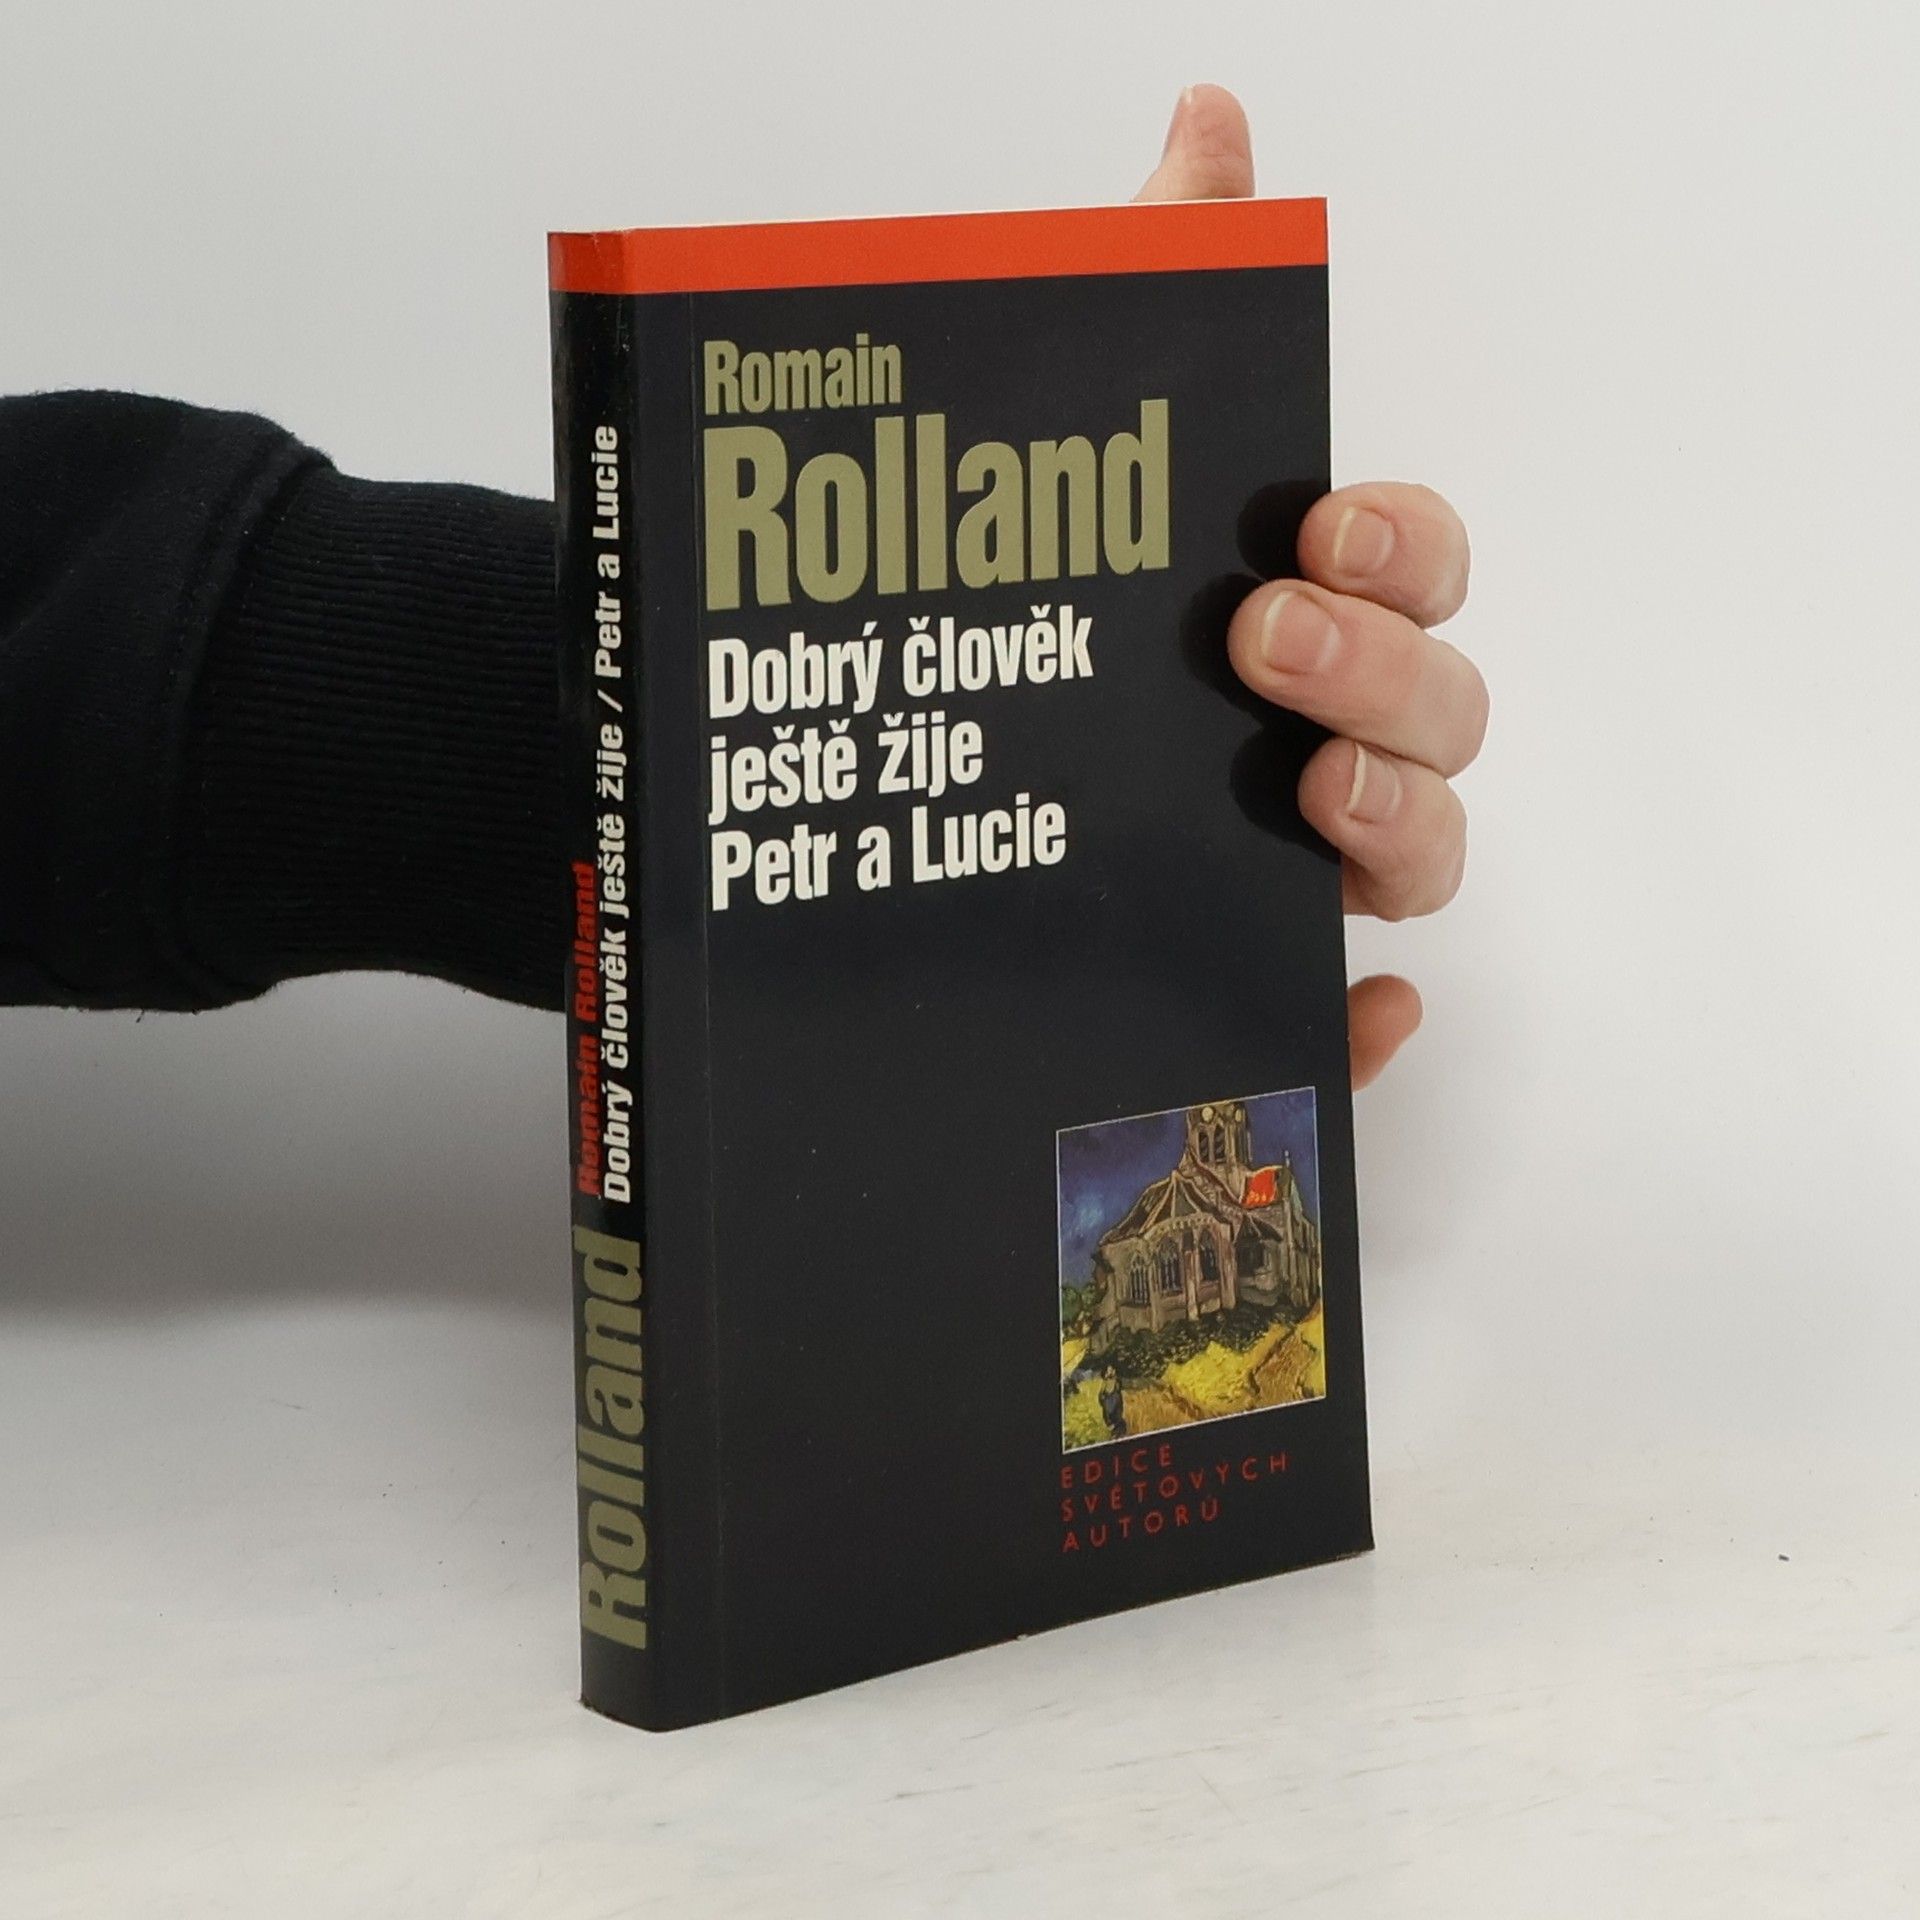 Romain
Rolland
Dobrý člověk
ještě žije
Petr a Lucie
EDICE
SVĚTOVÝCH
AUTORŮ
Rolland
Romain Rolland
Dobrý člověk ještě žije / Petr a Lucie